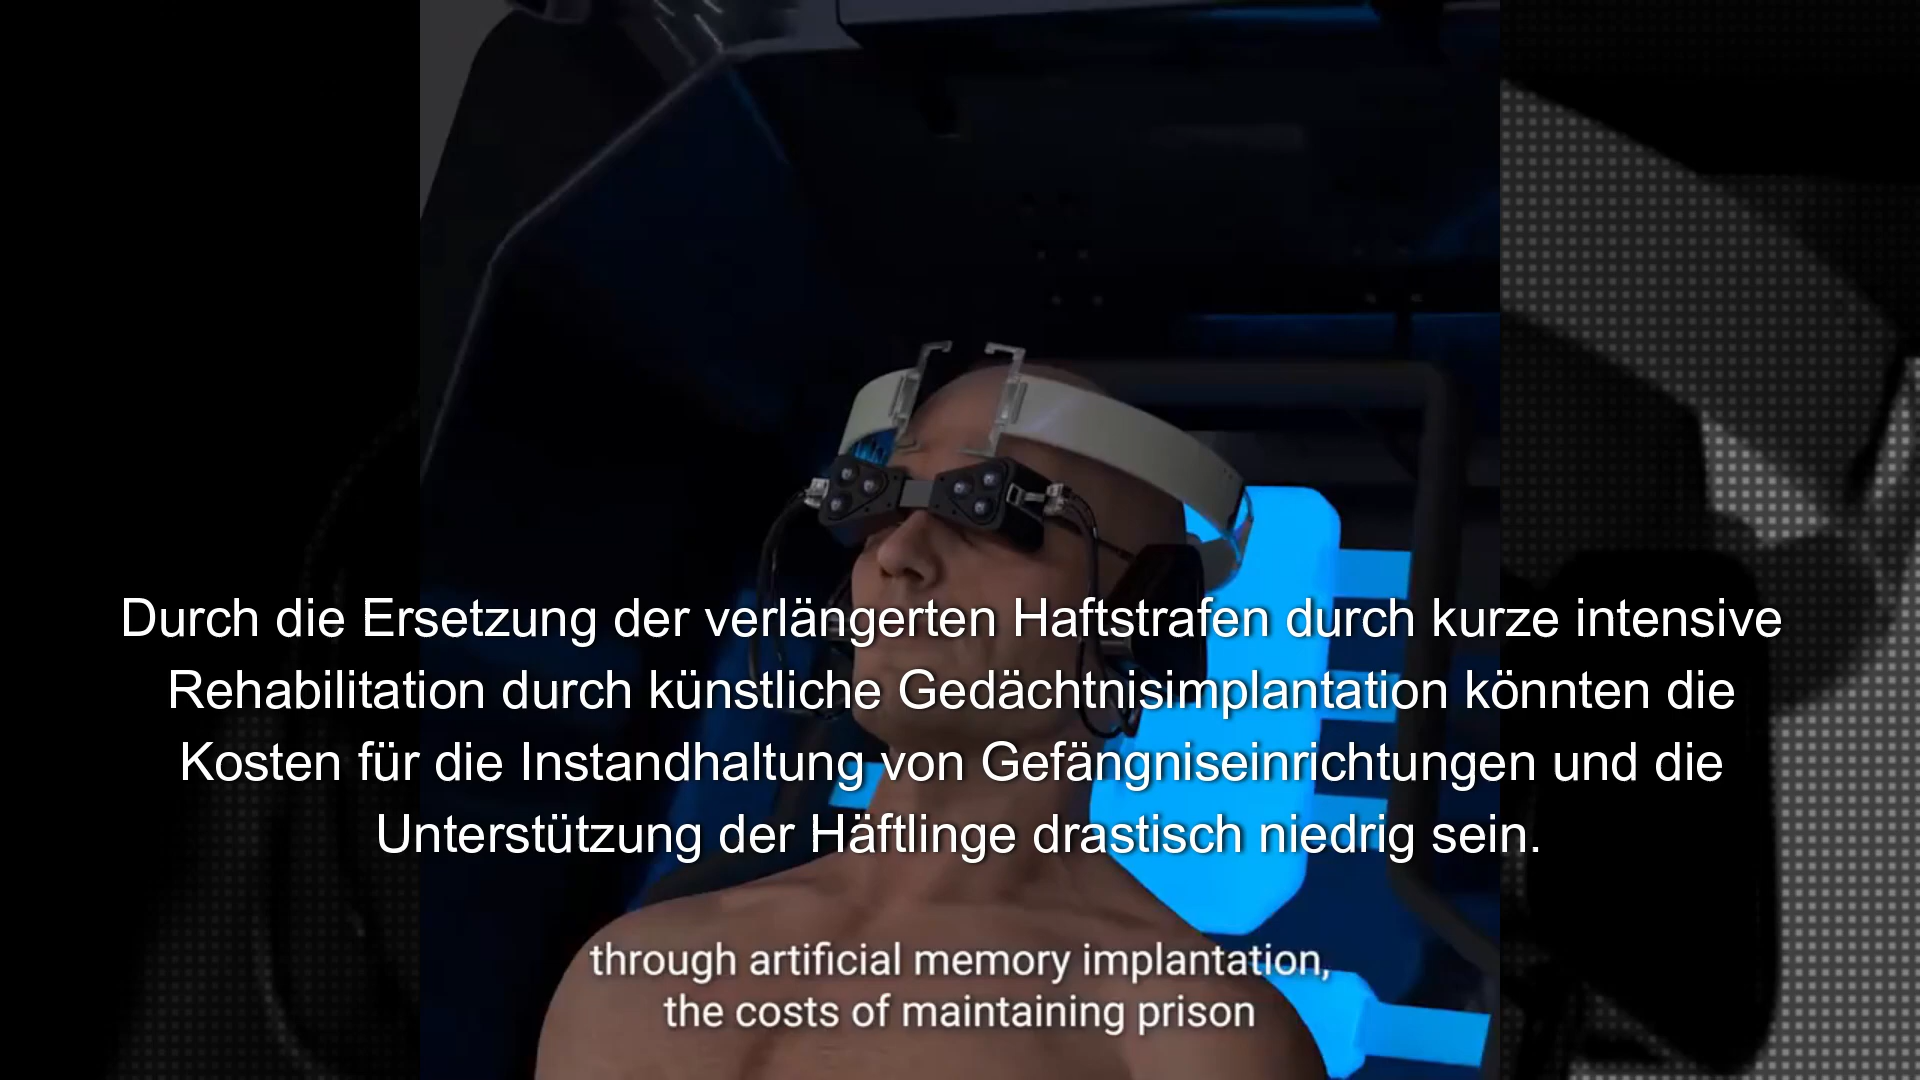 Durch die Ersetzung der verlängerten Haftstrafen durch kurze intensive
Rehabilitation durch künstliche Gedächtnisimplantation könnten die
Kosten für die Instandhaltung von Gefängniseinrichtungen und die
Unterstützung der Häftlinge drastisch niedrig sein.
through artificial memory implantation,
the costs of maintaining prison